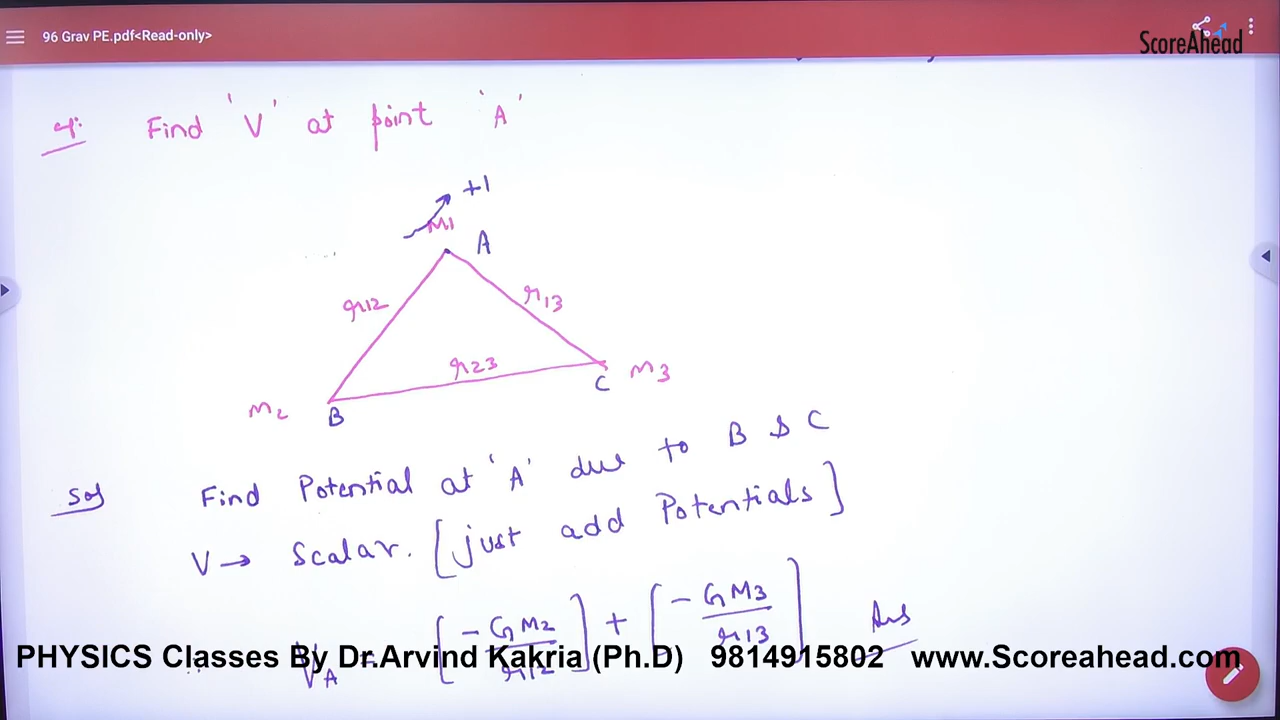 96 Grav PE.pdf<Read-only>
ScoreAhead
Find 'V' at point 'A'
+1
M1
A
r12
r13
r23
M2
B
C
M3
Sol
Find Potential at 'A' due to B & C
V → Scalar. [just add Potentials]
VA = [-GM2/r12] + [-GM3/r13] Ans
PHYSICS Classes By Dr.Arvind Kakria (Ph.D) 9814915802 www.Scoreahead.com